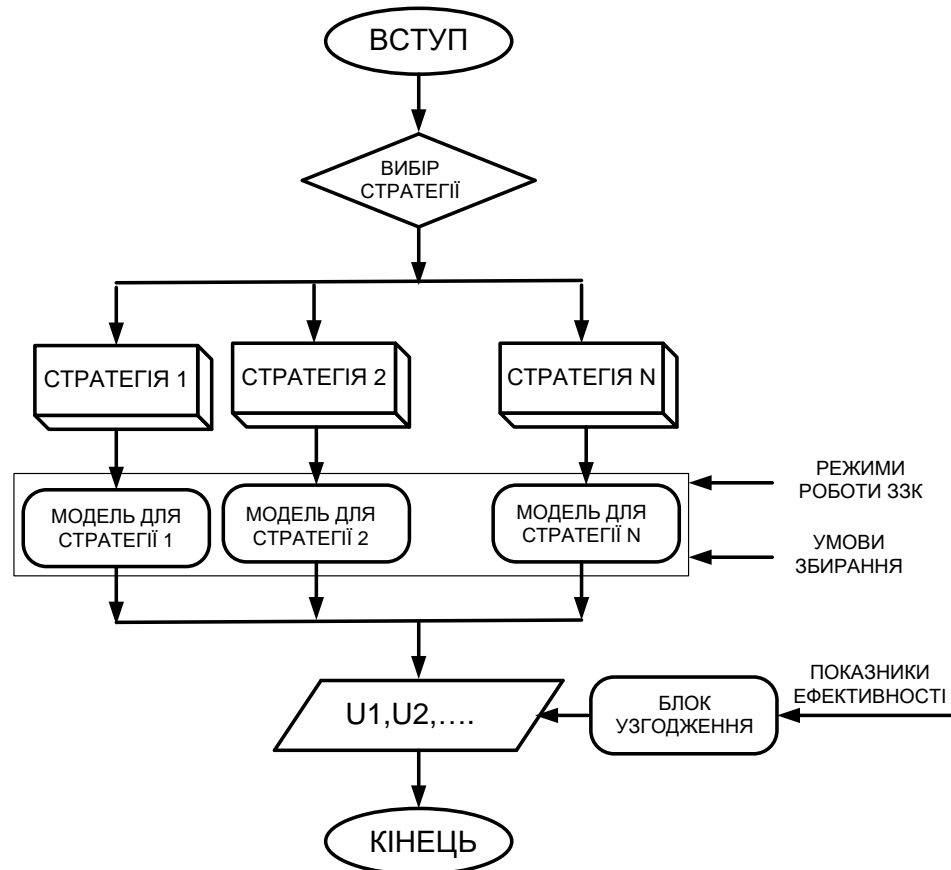 ВСТУП
ВИБІР
СТРАТЕГІЇ
СТРАТЕГІЯ 1
СТРАТЕГІЯ 2
СТРАТЕГІЯ N
РЕЖИМИ
РОБОТИ ЗЗК
МОДЕЛЬ ДЛЯ
СТРАТЕГІЇ 1
МОДЕЛЬ ДЛЯ
СТРАТЕГІЇ 2
МОДЕЛЬ ДЛЯ
СТРАТЕГІЇ N
УМОВИ
ЗБИРАННЯ
U1,U2,....
БЛОК
УЗГОДЖЕННЯ
ПОКАЗНИКИ
ЕФЕКТИВНОСТІ
КІНЕЦЬ